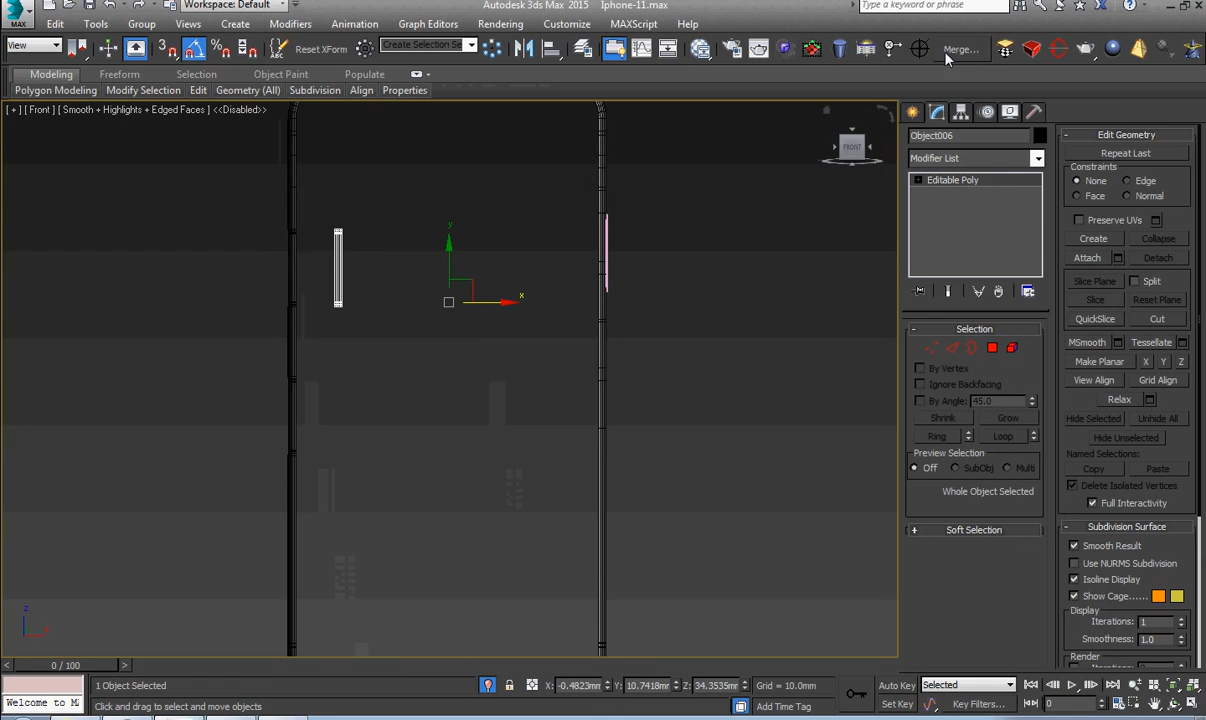 Workspace: Default
Autodesk 3ds Max 2015
Iphone-11.max
Type a keyword or phrase
MAX
Edit
Tools
Group
Views
Create
Modifiers
Animation
Graph Editors
Rendering
Customize
MAXScript
Help
View
3
Reset XForm
Create Selection Se
Merge...
Modeling
Freeform
Selection
Object Paint
Populate
Polygon Modeling
Modify Selection
Edit
Geometry (All)
Subdivision
Align
Properties
[ + ] [ Front ] [ Smooth + Highlights + Edged Faces ] <<Disabled>>
FRONT
y
x
z
Object006
Modifier List
Editable Poly
Selection
By Vertex
Ignore Backfacing
By Angle: 45.0
Shrink
Grow
Ring
Loop
Preview Selection
Off
SubObj
Multi
Whole Object Selected
Soft Selection
Edit Geometry
Repeat Last
Constraints
None
Edge
Face
Normal
Preserve UVs
Create
Collapse
Attach
Detach
Slice Plane
Split
Slice
Reset Plane
QuickSlice
Cut
MSmooth
Tessellate
Make Planar
X
Y
Z
View Align
Grid Align
Relax
Hide Selected
Unhide All
Hide Unselected
Named Selections:
Copy
Paste
Delete Isolated Vertices
Full Interactivity
Subdivision Surface
Smooth Result
Use NURMS Subdivision
Isoline Display
Show Cage......
Display
Iterations: 1
Smoothness: 1.0
Render
0 / 100
1 Object Selected
X: -0.4823mm
Y: 10.7418mm
Z: 34.3535mm
Grid = 10.0mm
Auto Key
Selected
Welcome to M
Click and drag to select and move objects
Add Time Tag
Set Key
Key Filters...
0